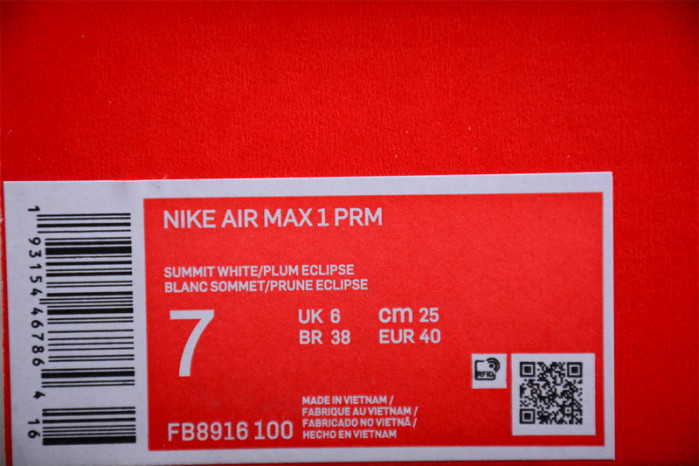 NIKE AIR MAX 1 PRM
SUMMIT WHITE/PLUM ECLIPSE
BLANC SOMMET/PRUNE ECLIPSE
7
UK 6 cm 25
BR 38 EUR 40
RFID
FB8916 100
MADE IN VIETNAM /
FABRIQUE AU VIETNAM /
FABRICADO NO VIETNÃ /
HECHO EN VIETNAM
1 93154 46786 4 16